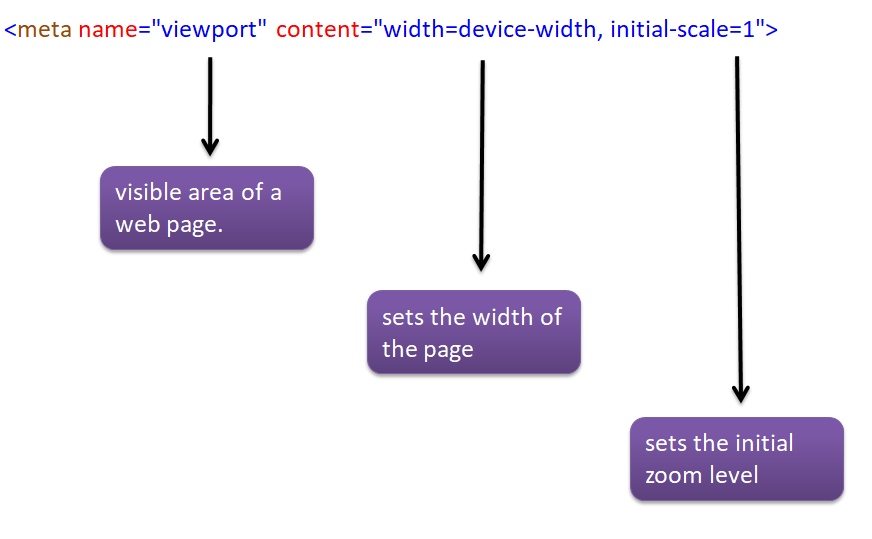 <meta name="viewport" content="width=device-width, initial-scale=1">
visible area of a
web page.
sets the width of
the page
sets the initial
zoom level